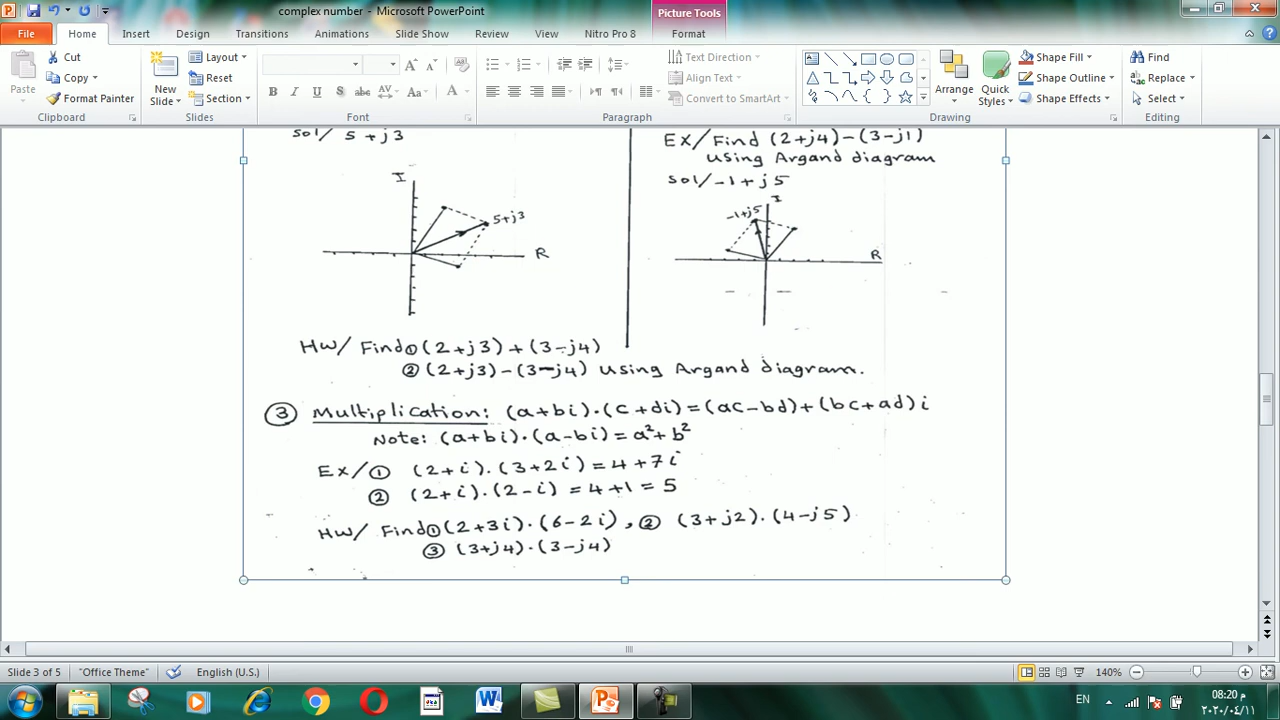 complex number - Microsoft PowerPoint
Picture Tools
File Home Insert Design Transitions Animations Slide Show Review View Nitro Pro 8 Format
Paste
Cut
Copy
Format Painter
Clipboard
New Slide
Layout
Reset
Section
Slides
B I U S abc AV Aa A
Font
Text Direction
Align Text
Convert to SmartArt
Paragraph
Arrange
Quick Styles
Shape Fill
Shape Outline
Shape Effects
Drawing
Find
Replace
Select
Editing
Sol/ 5+j3
I
5+j3
R
EX/Find (2+j4)-(3-j1)
Using Argand diagram
Sol/-1+j5
I
-1+j5
R
HW/ Find ① (2+j3)+(3-j4)
② (2+j3)-(3-j4) Using Argand diagram.
③ Multiplication: (a+bi).(c+di)=(ac-bd)+(bc+ad)i
Note: (a+bi).(a-bi)=a²+b²
EX/① (2+i).(3+2i)=4+7i
② (2+i).(2-i)=4+1=5
HW/ Find ① (2+3i).(6-2i), ② (3+j2).(4-j5)
③ (3+j4).(3-j4)
Slide 3 of 5 "Office Theme" English (U.S.) 140%
EN
08:20 م
٢٠٢٠/٠٤/١١